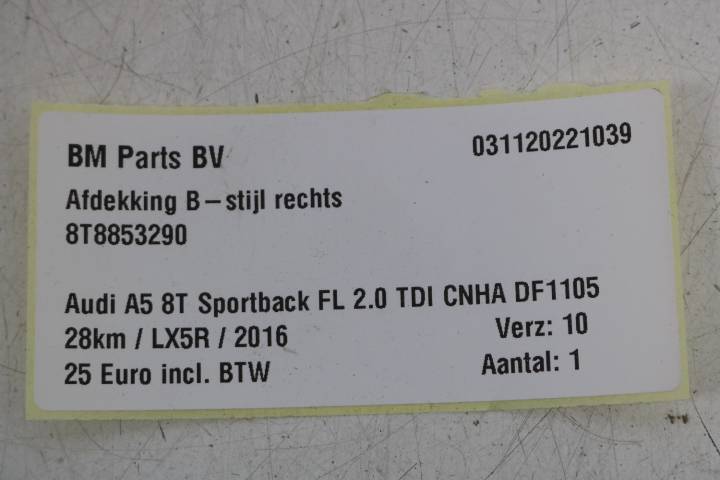 BM Parts BV
031120221039
Afdekking B-stijl rechts
8T8853290
Audi A5 8T Sportback FL 2.0 TDI CNHA DF1105
28km / LX5R / 2016
Verz: 10
25 Euro incl. BTW
Aantal: 1